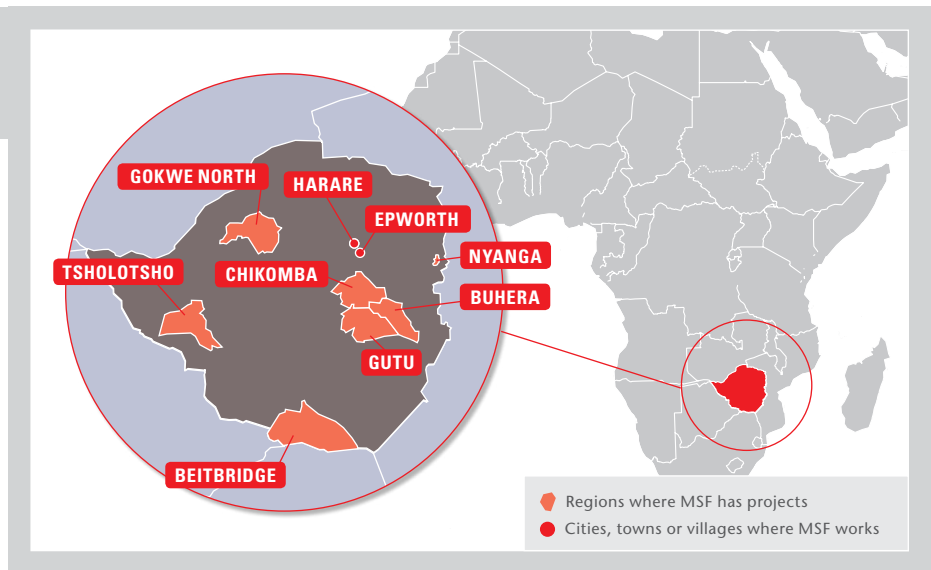 GOKWE NORTH
HARARE
EPWORTH
NYANGA
TSHOLOTSHO
CHIKOMBA
BUHERA
GUTU
BEITBRIDGE
Regions where MSF has projects
Cities, towns or villages where MSF works